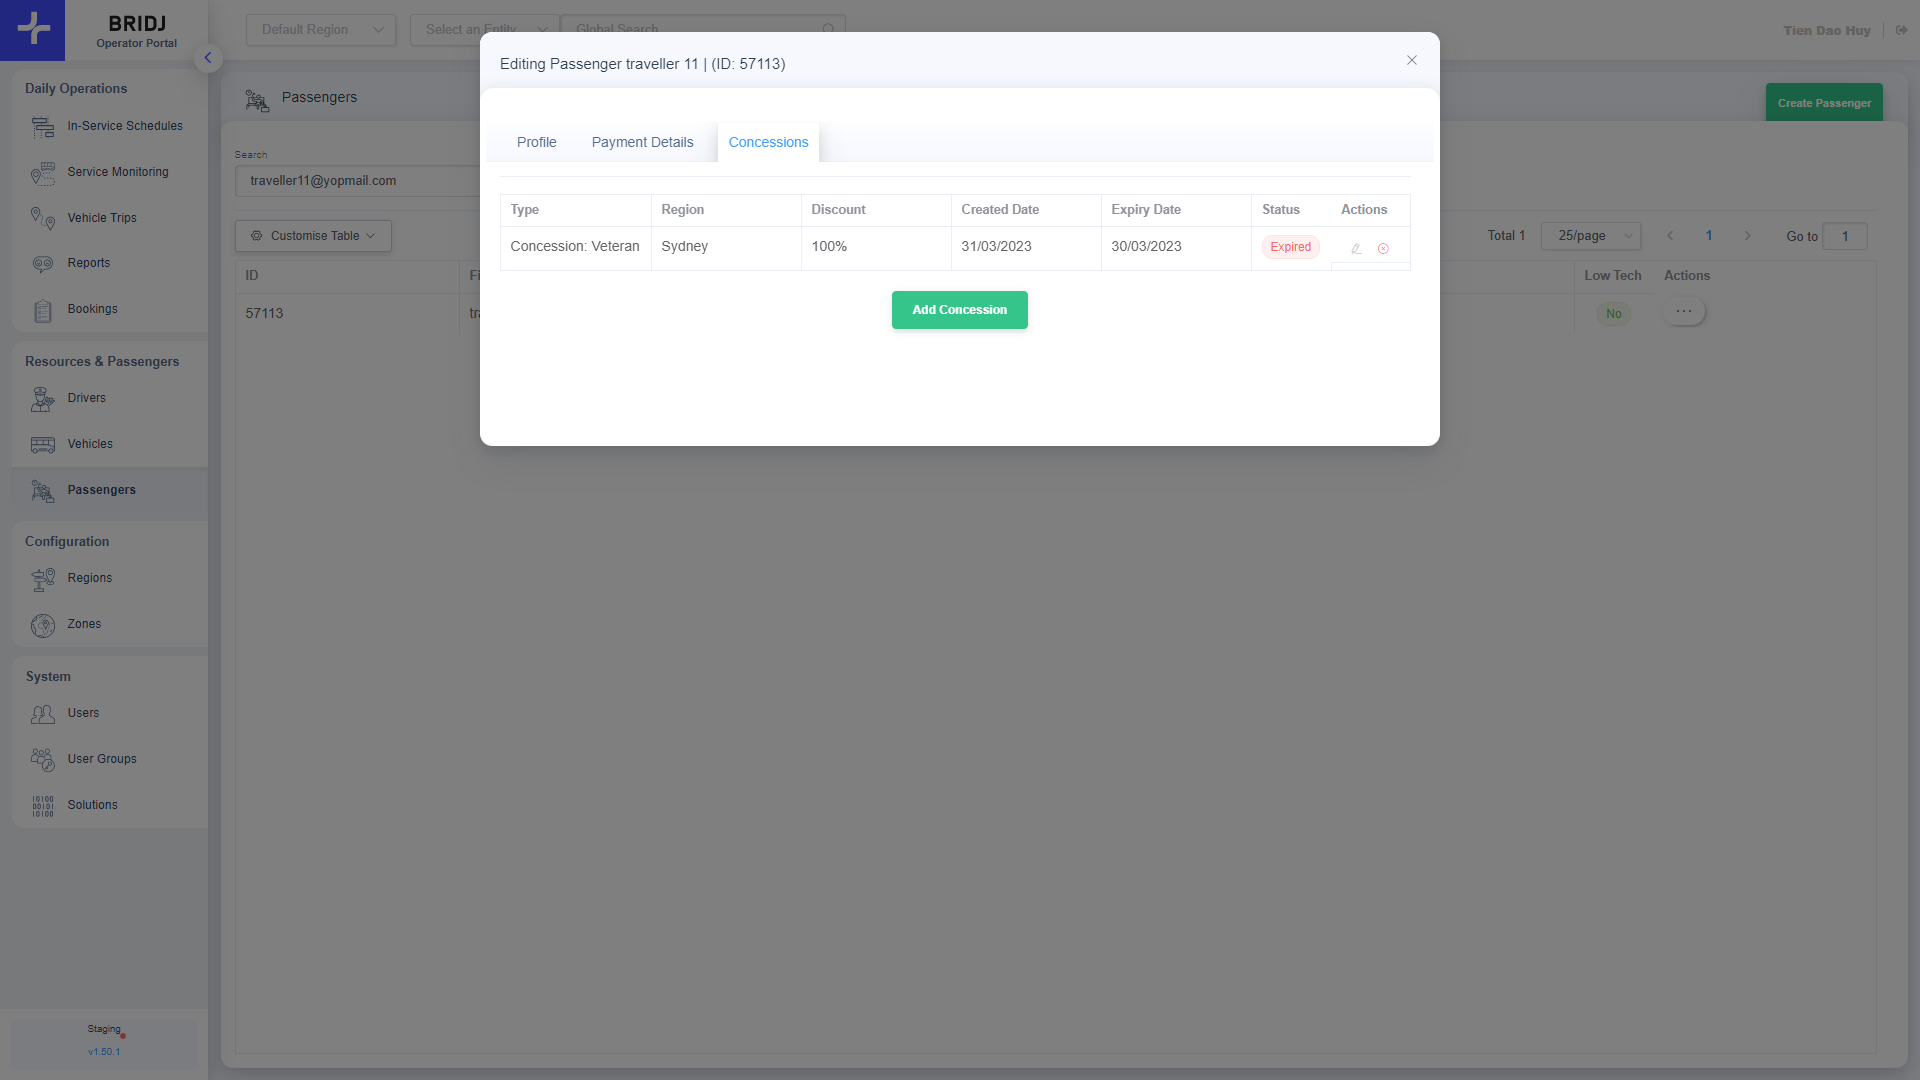 BRIDJ
Operator Portal
Default Region
Select an Entity
Global Search
Tien Dao Huy
Daily Operations
In-Service Schedules
Service Monitoring
Vehicle Trips
Reports
Bookings
Resources & Passengers
Drivers
Vehicles
Passengers
Configuration
Regions
Zones
System
Users
User Groups
Solutions
Staging
v1.50.1
Passengers
Create Passenger
Search
traveller11@yopmail.com
Customise Table
Total 1
25/page
1
Go to
1
ID
Fi
Low Tech
Actions
57113
tra
No
Editing Passenger traveller 11 | (ID: 57113)
Profile
Payment Details
Concessions
Type
Region
Discount
Created Date
Expiry Date
Status
Actions
Concession: Veteran
Sydney
100%
31/03/2023
30/03/2023
Expired
Add Concession